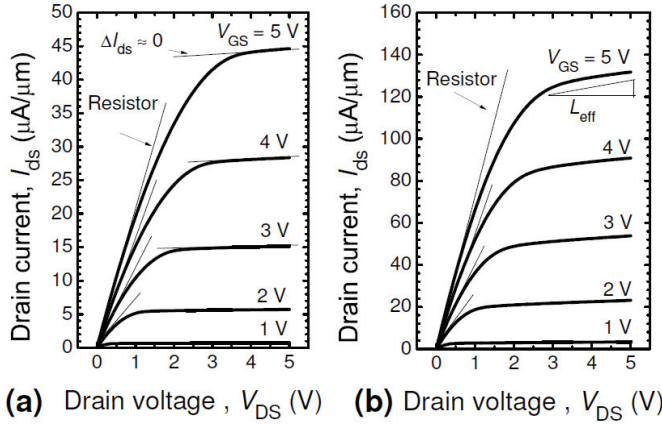 50
45
40
35
30
25
20
15
10
5
0
0 1 2 3 4 5
Drain current, I_ds (μA/μm)
ΔI_ds ≈ 0
V_GS = 5 V
Resistor
4 V
3 V
2 V
1 V
(a) Drain voltage , V_DS (V)
160
140
120
100
80
60
40
20
0
0 1 2 3 4 5
Drain current, I_ds (μA/μm)
V_GS = 5 V
Resistor
L_eff
4 V
3 V
2 V
1 V
(b) Drain voltage , V_DS (V)